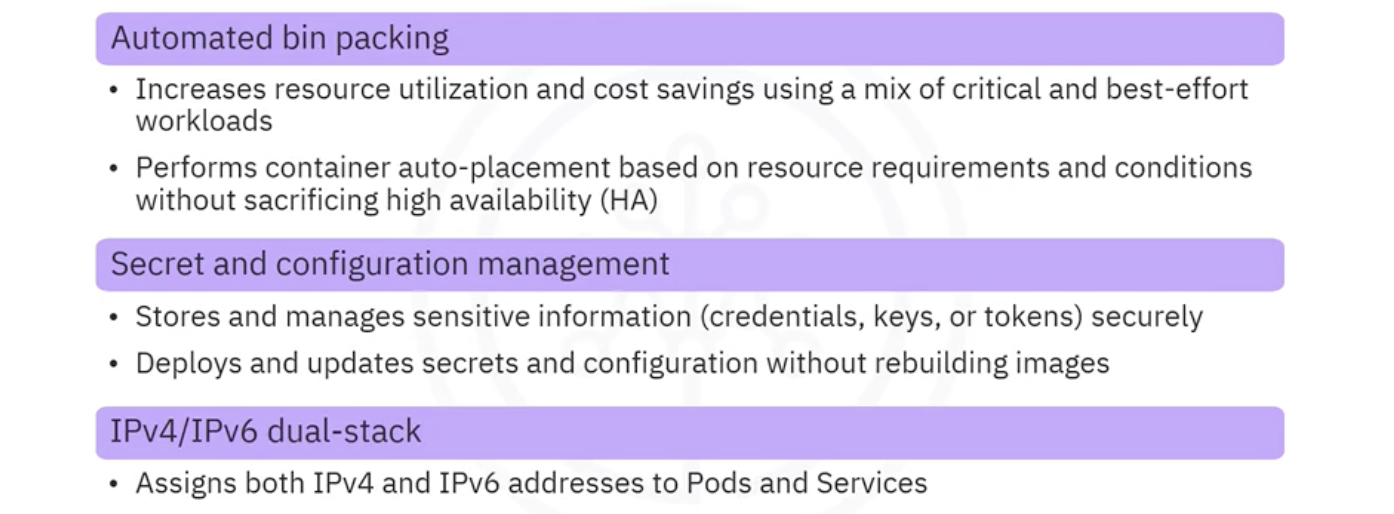 Automated bin packing
• Increases resource utilization and cost savings using a mix of critical and best-effort
workloads
• Performs container auto-placement based on resource requirements and conditions
without sacrificing high availability (HA)
Secret and configuration management
• Stores and manages sensitive information (credentials, keys, or tokens) securely
• Deploys and updates secrets and configuration without rebuilding images
IPv4/IPv6 dual-stack
• Assigns both IPv4 and IPv6 addresses to Pods and Services